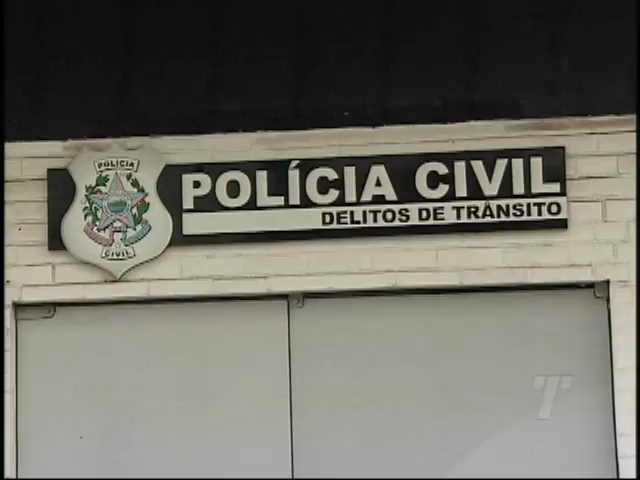 POLÍCIA
CIVIL
POLÍCIA CIVIL
DELITOS DE TRÂNSITO
T